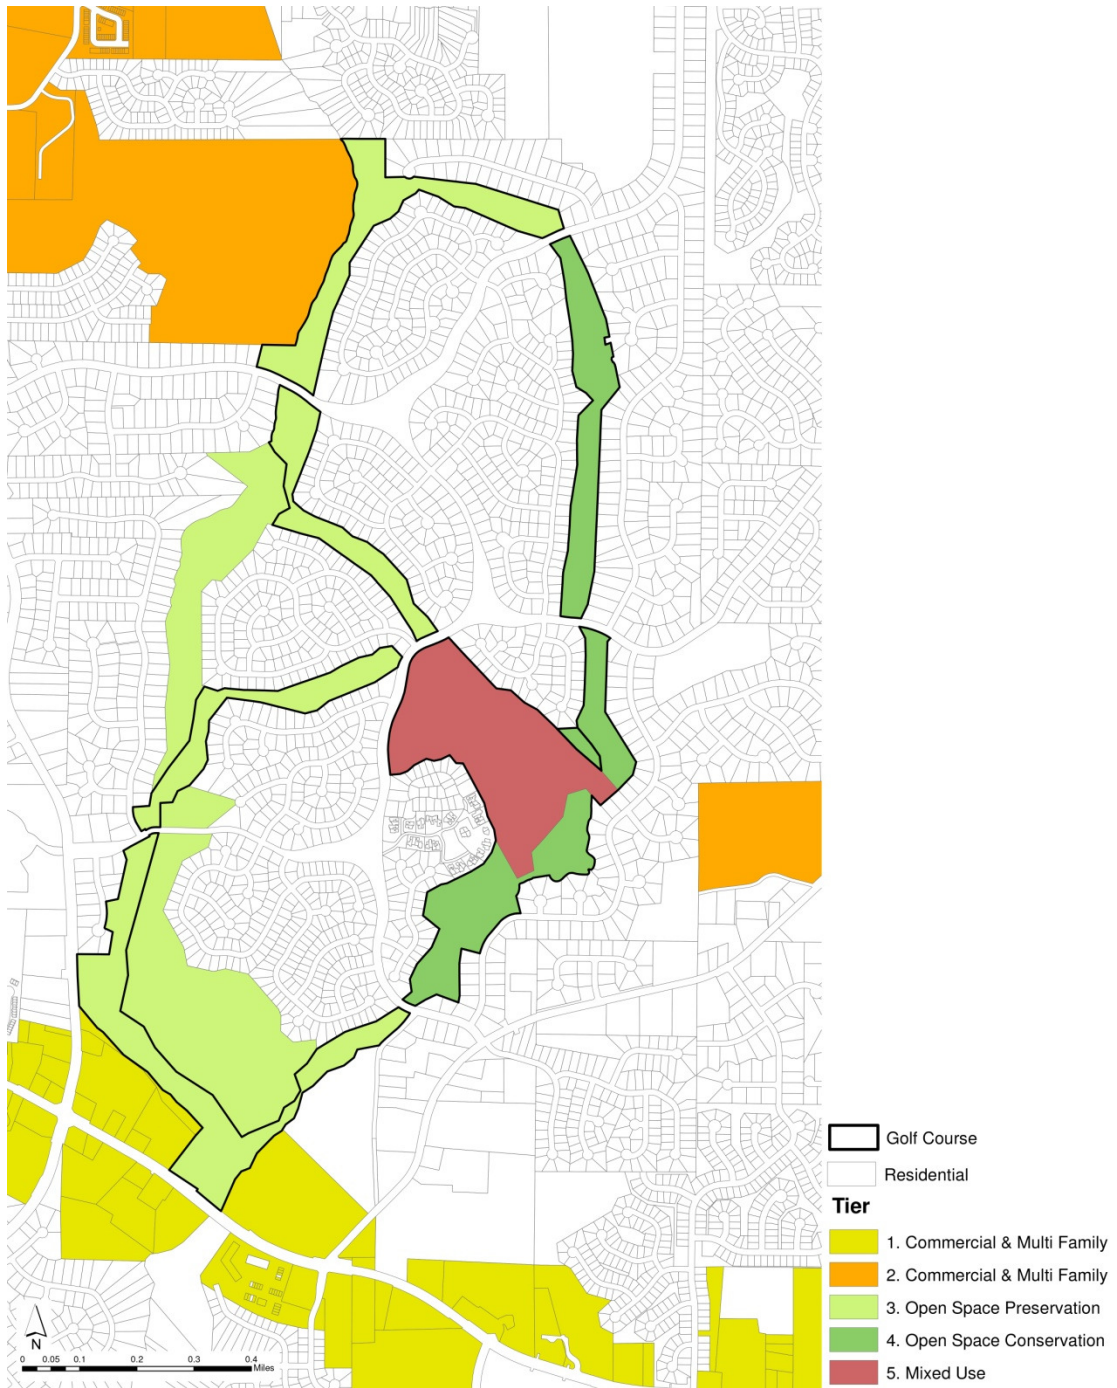 Golf Course
Residential
Tier
1. Commercial & Multi Family
2. Commercial & Multi Family
3. Open Space Preservation
4. Open Space Conservation
5. Mixed Use
N
0 0.05 0.1 0.2 0.3 0.4
Miles